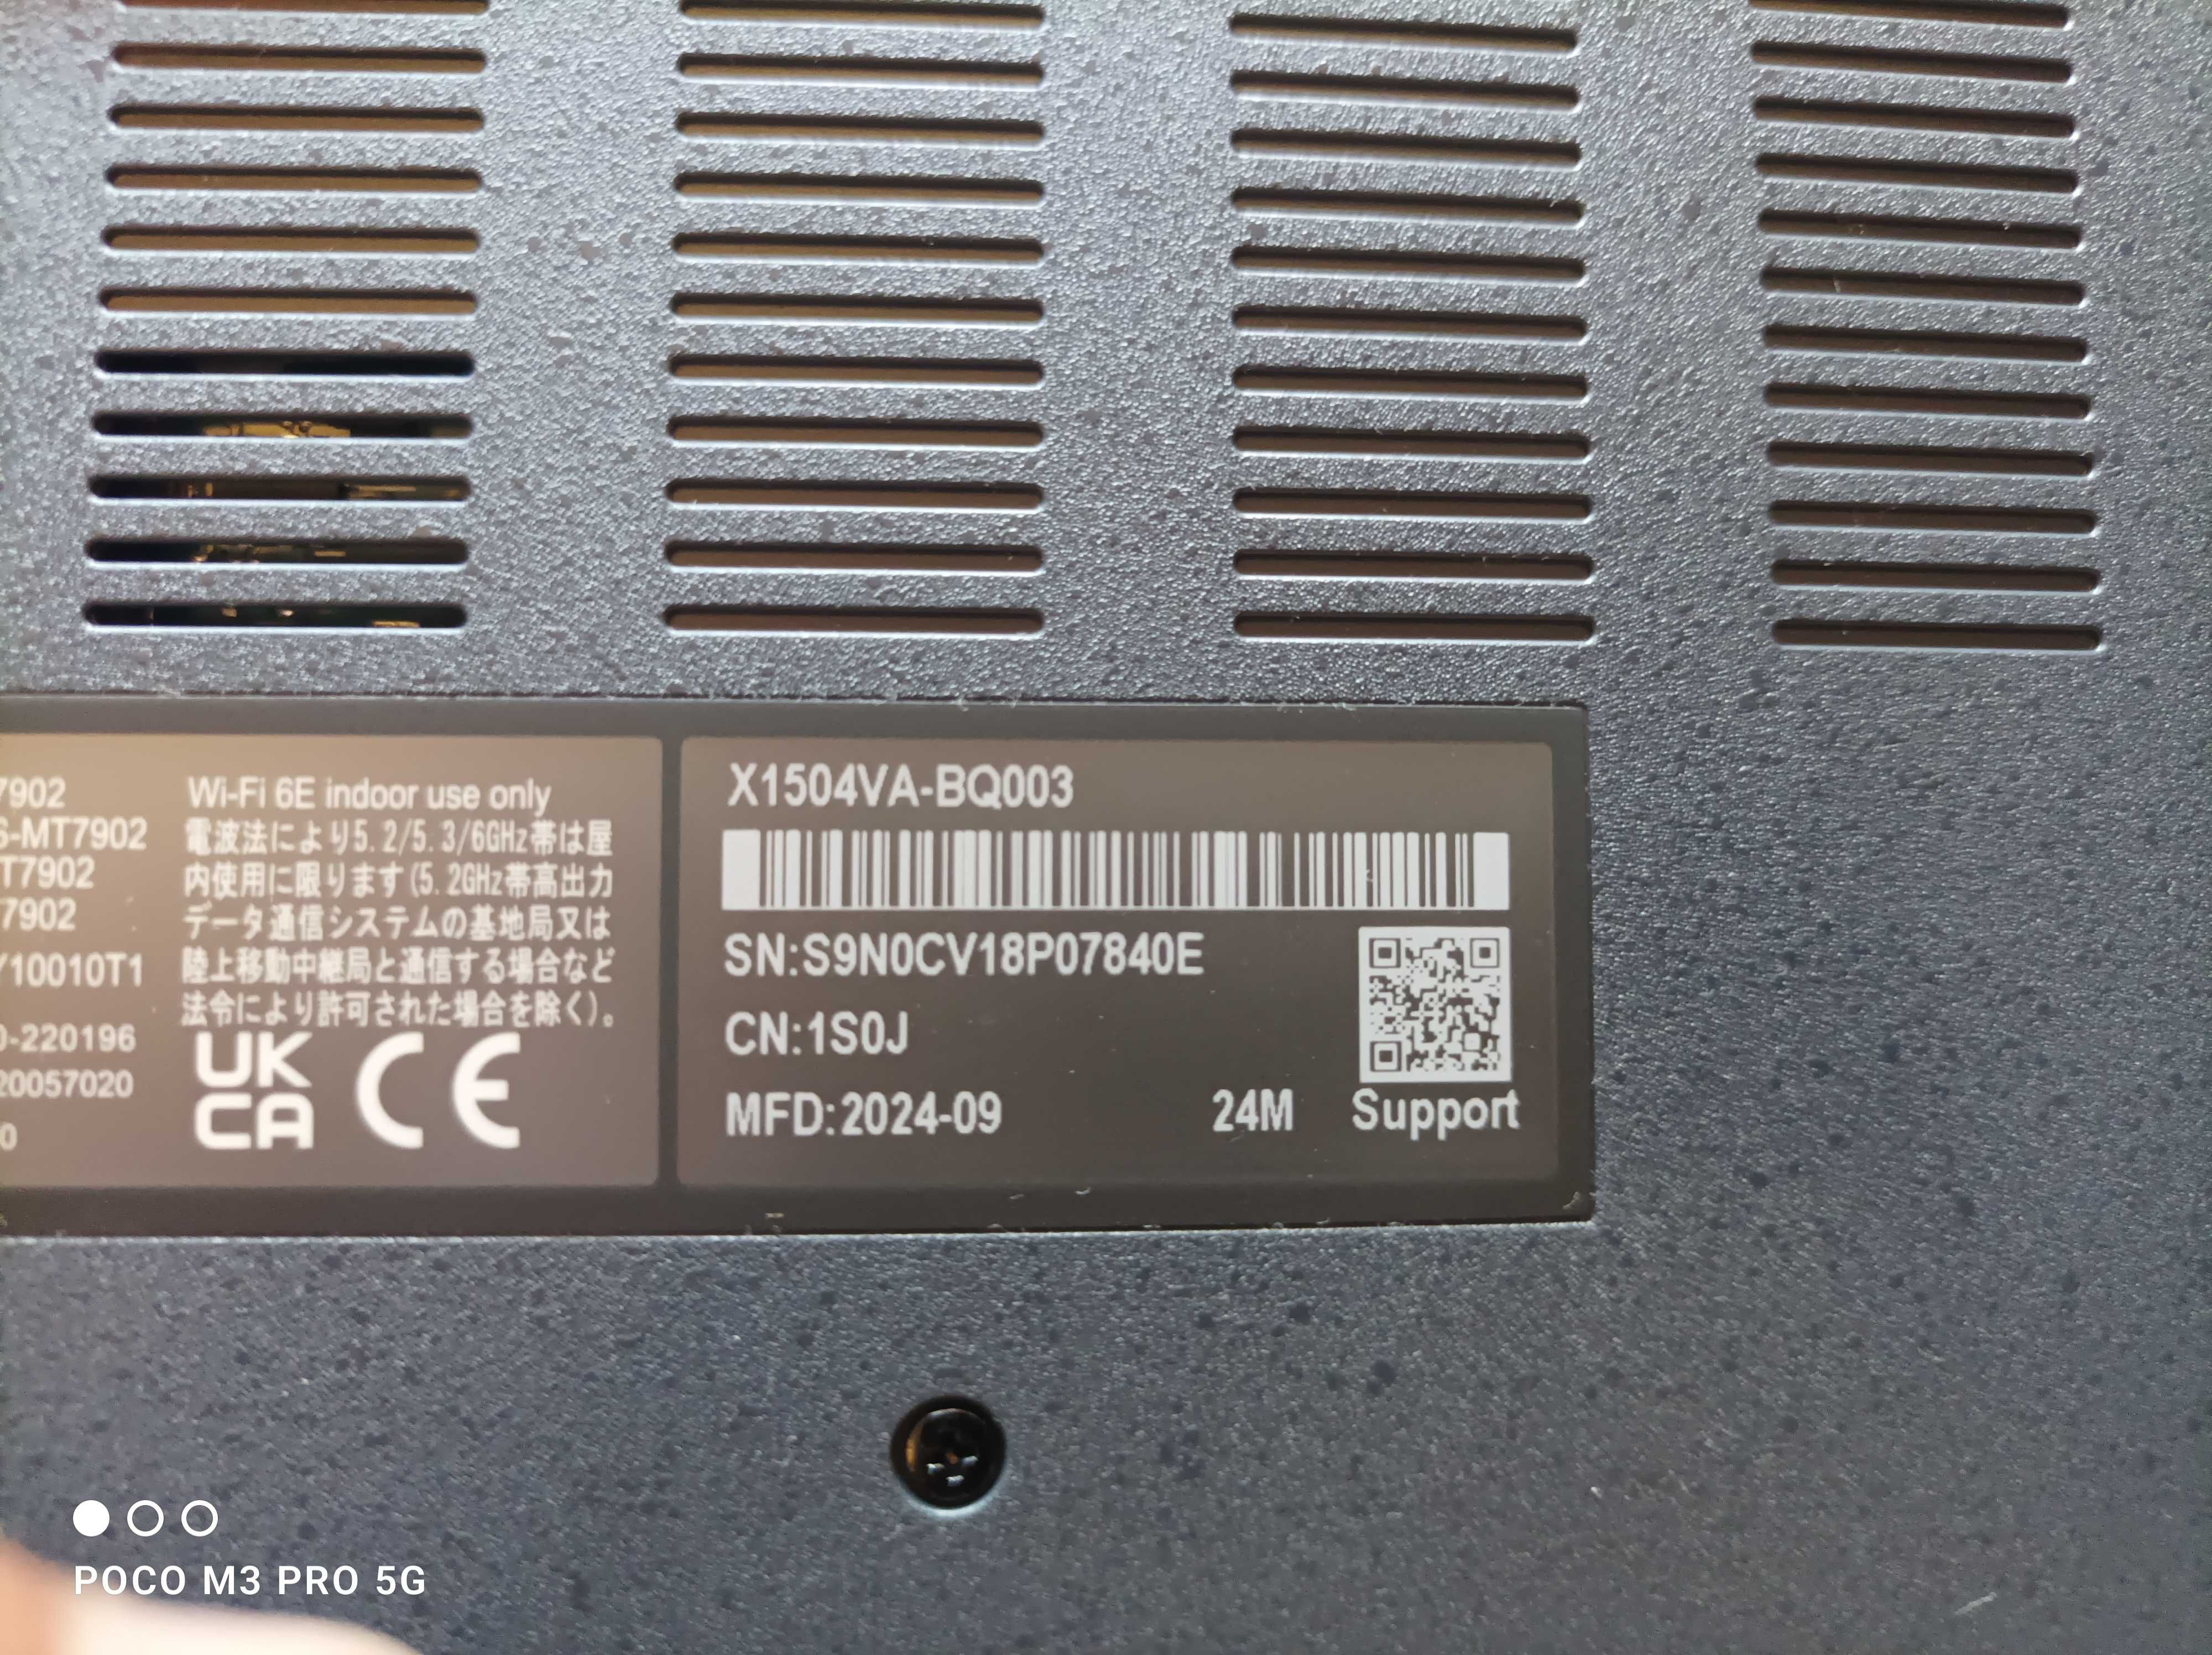 7902
6-MT7902
T7902
7902
Y10010T1
0-220196
20057020
0
Wi-Fi 6E indoor use only
電波法により5.2/5.3/6GHz帯は屋
内使用に限ります(5.2GHz帯高出力
データ通信システムの基地局又は
陸上移動中継局と通信する場合など
法令により許可された場合を除く)。
UK
CA CE
X1504VA-BQ003
SN:S9N0CV18P07840E
CN:1S0J
MFD:2024-09 24M Support
POCO M3 PRO 5G